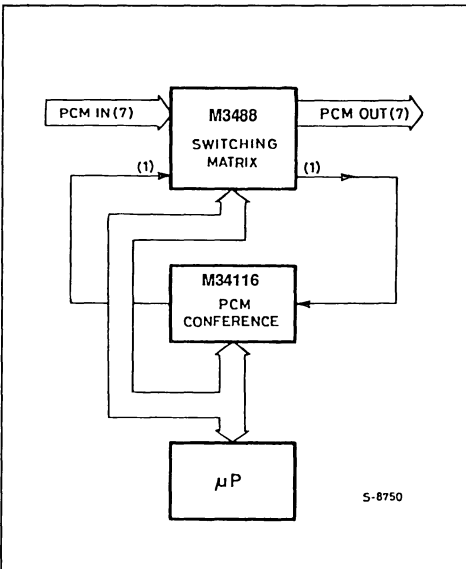 PCM IN(7)
M3488
SWITCHING
MATRIX
PCM OUT(7)
(1)
(1)
M34116
PCM
CONFERENCE
μP
S-8750